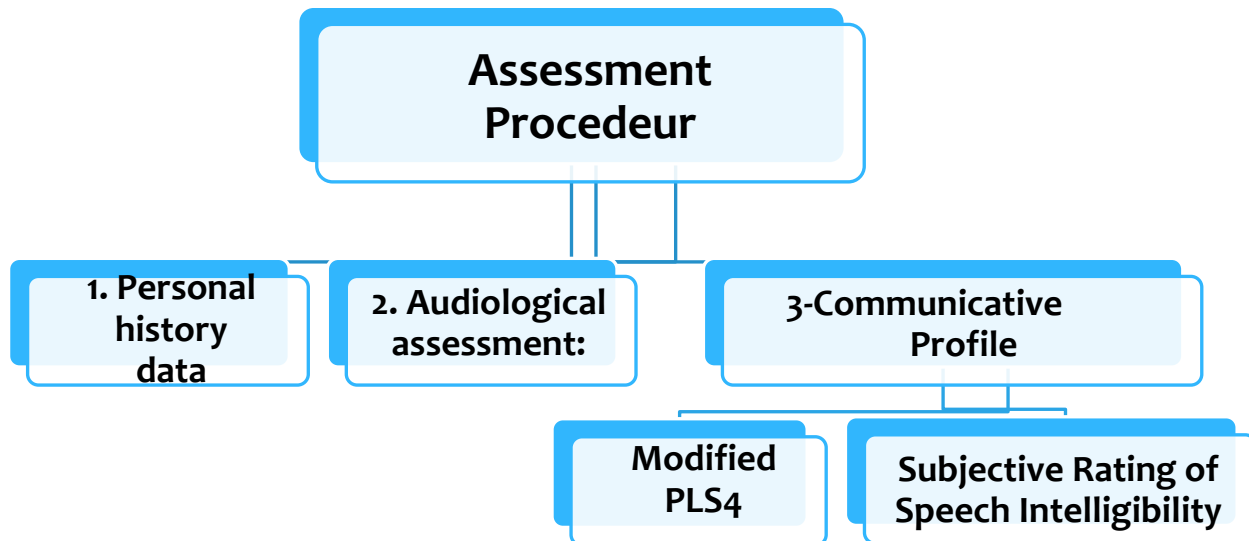 Assessment
Procedeur
1. Personal
history
data
2. Audiological
assessment:
3-Communicative
Profile
Modified
PLS4
Subjective Rating of
Speech Intelligibility